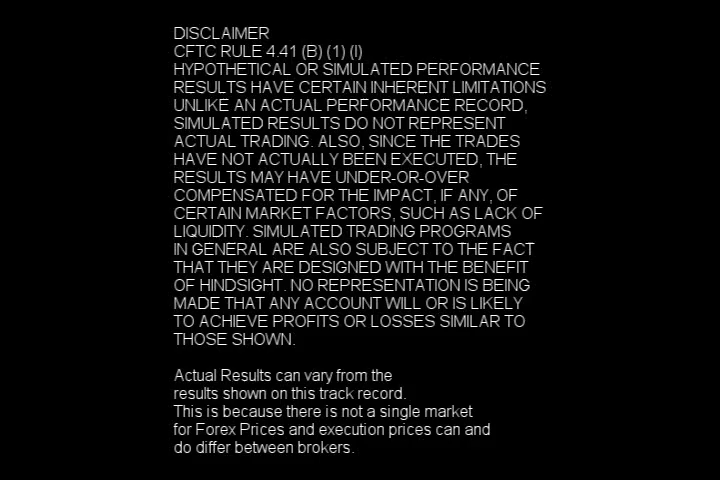 DISCLAIMER
CFTC RULE 4.41 (B) (1) (I)
HYPOTHETICAL OR SIMULATED PERFORMANCE
RESULTS HAVE CERTAIN INHERENT LIMITATIONS
UNLIKE AN ACTUAL PERFORMANCE RECORD,
SIMULATED RESULTS DO NOT REPRESENT
ACTUAL TRADING. ALSO, SINCE THE TRADES
HAVE NOT ACTUALLY BEEN EXECUTED, THE
RESULTS MAY HAVE UNDER-OR-OVER
COMPENSATED FOR THE IMPACT, IF ANY, OF
CERTAIN MARKET FACTORS, SUCH AS LACK OF
LIQUIDITY. SIMULATED TRADING PROGRAMS
IN GENERAL ARE ALSO SUBJECT TO THE FACT
THAT THEY ARE DESIGNED WITH THE BENEFIT
OF HINDSIGHT. NO REPRESENTATION IS BEING
MADE THAT ANY ACCOUNT WILL OR IS LIKELY
TO ACHIEVE PROFITS OR LOSSES SIMILAR TO
THOSE SHOWN.
Actual Results can vary from the
results shown on this track record.
This is because there is not a single market
for Forex Prices and execution prices can and
do differ between brokers.